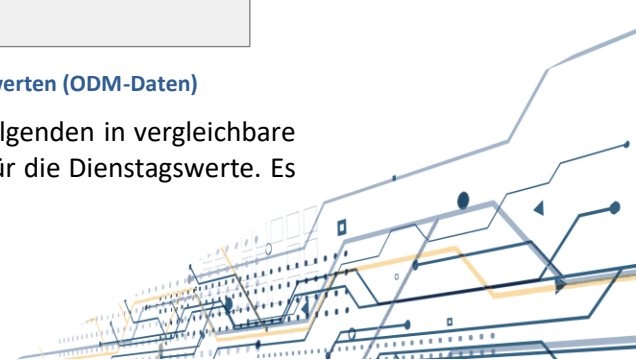 werten (ODM-Daten)
lgenden in vergleichbare
ür die Dienstagswerte. Es